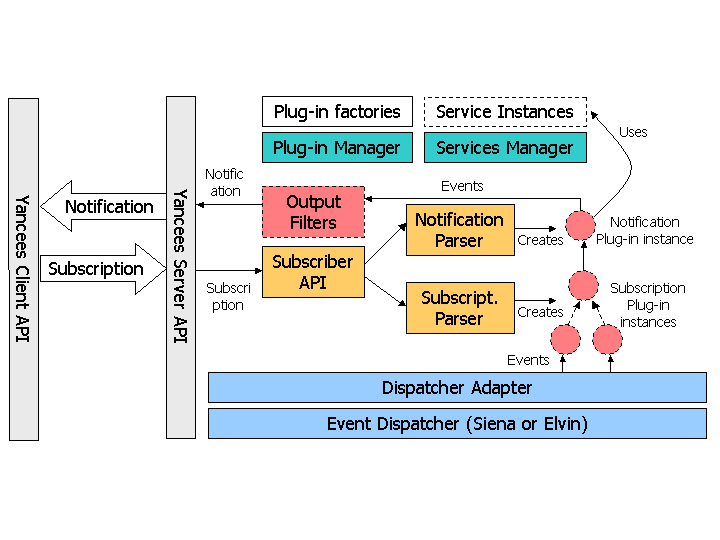 Plug-in factories
Service Instances
Uses
Plug-in Manager
Services Manager
Notific
ation
Events
Yancees Client API
Notification
Yancees Server API
Output
Filters
Notification
Parser
Creates
Notification
Plug-in instance
Subscription
Subscri
ption
Subscriber
API
Subscript.
Parser
Creates
Subscription
Plug-in
instances
Events
Dispatcher Adapter
Event Dispatcher (Siena or Elvin)